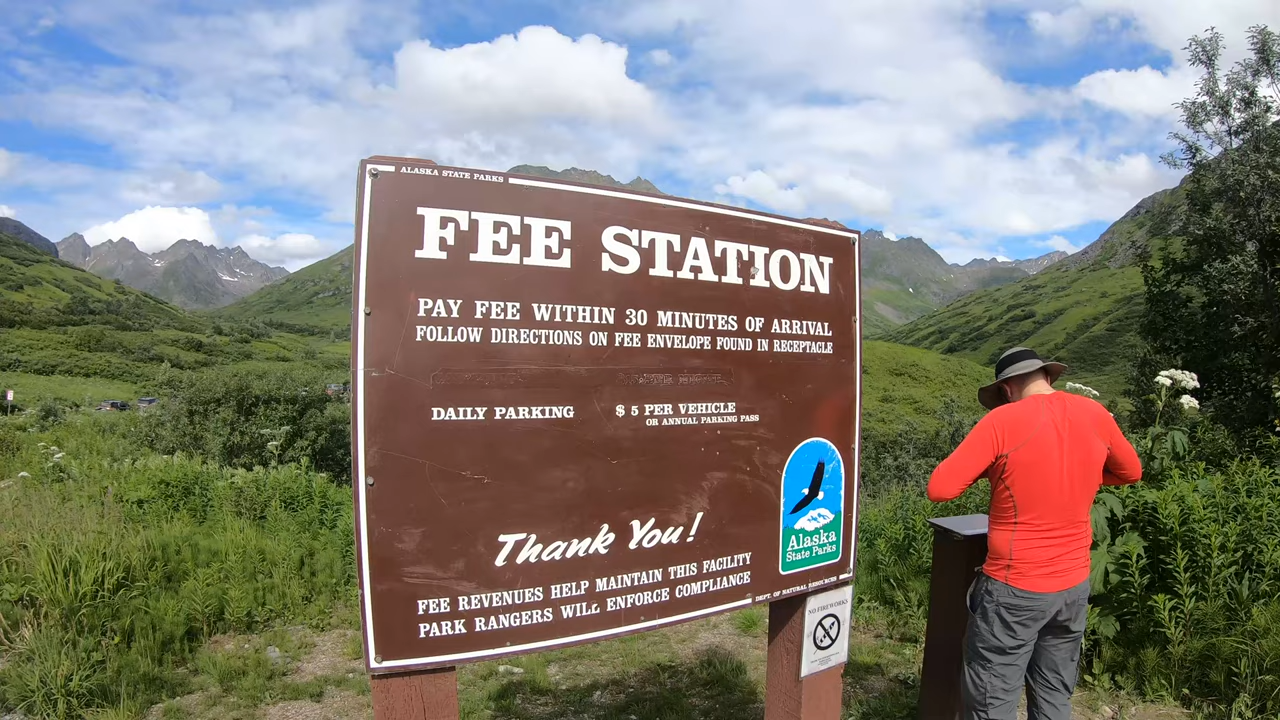 ALASKA STATE PARKS
FEE STATION
PAY FEE WITHIN 30 MINUTES OF ARRIVAL
FOLLOW DIRECTIONS ON FEE ENVELOPE FOUND IN RECEPTACLE
DAILY PARKING $ 5 PER VEHICLE
OR ANNUAL PARKING PASS
Thank You!
FEE REVENUES HELP MAINTAIN THIS FACILITY
PARK RANGERS WILL ENFORCE COMPLIANCE
Alaska
State Parks
DEPT. OF NATURAL RESOURCES
NO FIREWORKS